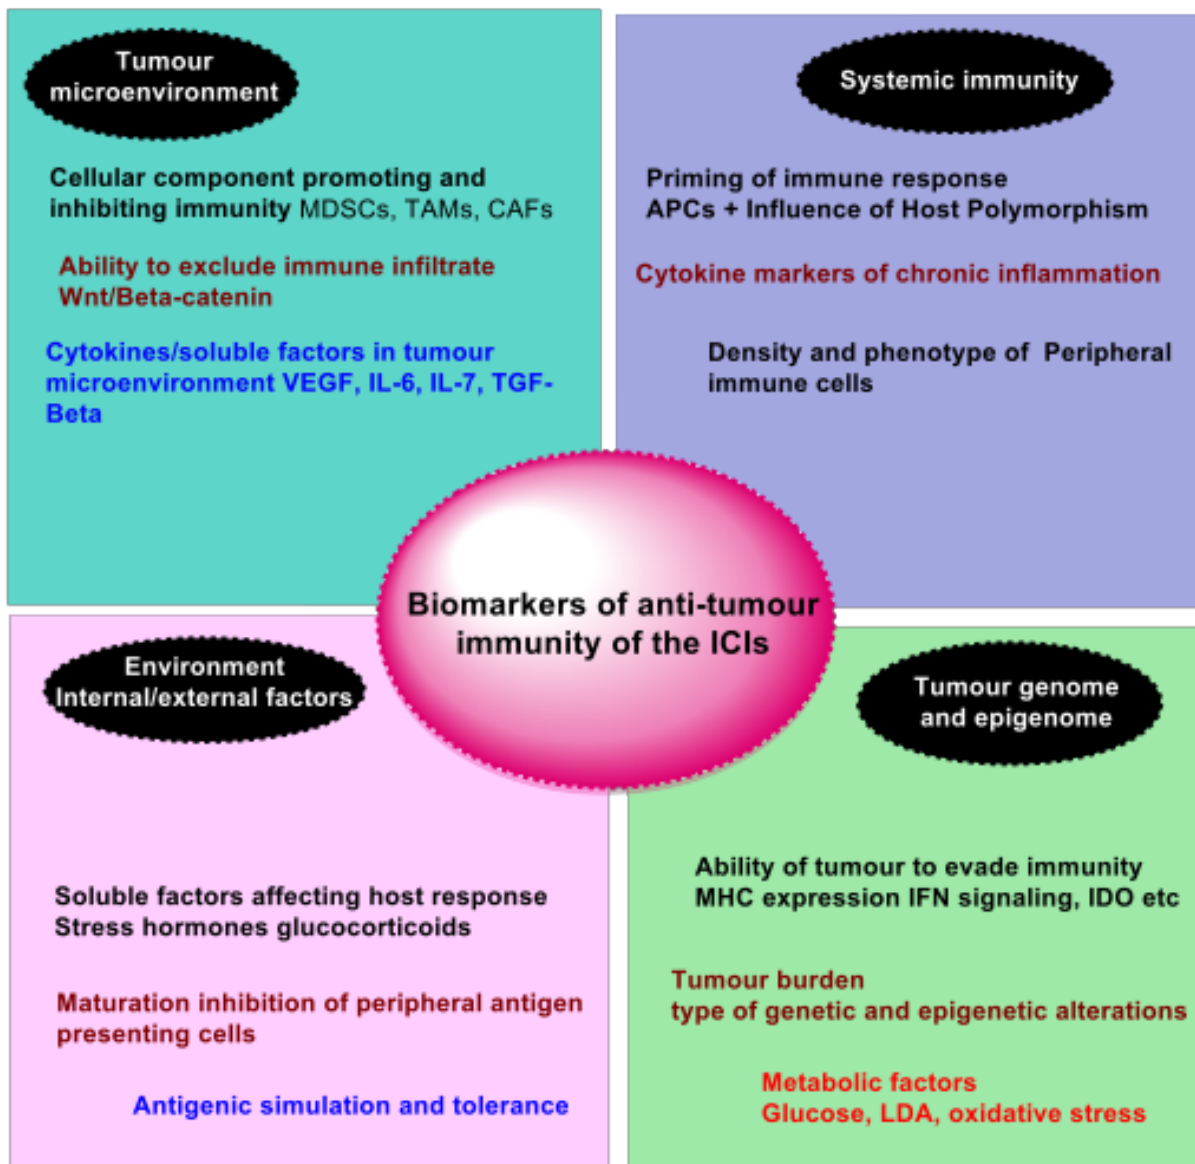 Tumour
microenvironment
Cellular component promoting and
inhibiting immunity MDSCs, TAMs, CAFs
Ability to exclude immune infiltrate
Wnt/Beta-catenin
Cytokines/soluble factors in tumour
microenvironment VEGF, IL-6, IL-7, TGF-
Beta
Systemic immunity
Priming of immune response
APCs + Influence of Host Polymorphism
Cytokine markers of chronic inflammation
Density and phenotype of Peripheral
immune cells
Biomarkers of anti-tumour
immunity of the ICIs
Environment
Internal/external factors
Soluble factors affecting host response
Stress hormones glucocorticoids
Maturation inhibition of peripheral antigen
presenting cells
Antigenic simulation and tolerance
Tumour genome
and epigenome
Ability of tumour to evade immunity
MHC expression IFN signaling, IDO etc
Tumour burden
type of genetic and epigenetic alterations
Metabolic factors
Glucose, LDA, oxidative stress